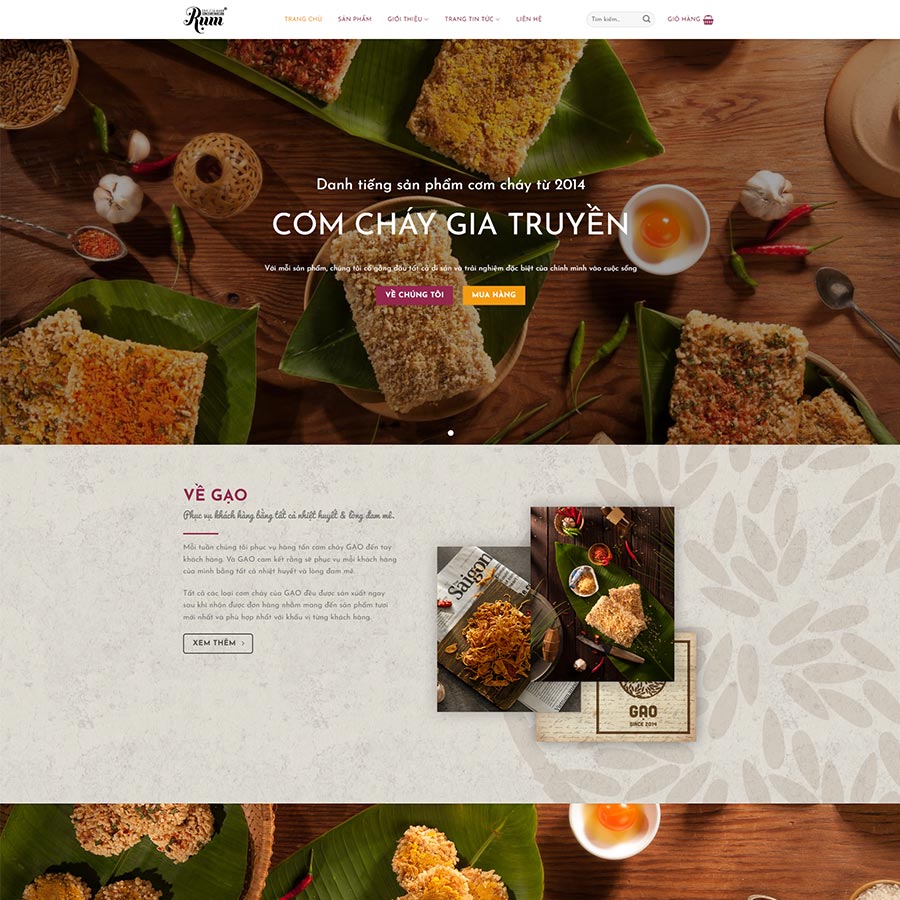 Rụm
TRANG CHỦ
SẢN PHẨM
GIỚI THIỆU
TRANG TIN TỨC
LIÊN HỆ
Tìm kiếm...
GIỎ HÀNG
Danh tiếng sản phẩm cơm cháy từ 2014
CƠM CHÁY GIA TRUYỀN
Với mỗi sản phẩm, chúng tôi cố gắng đầu tất cả di sản và trải nghiệm độc biệt của chính mình vào cuộc sống
VỀ CHÚNG TÔI
MUA HÀNG
VỀ GẠO
Phục vụ khách hàng bằng tất cả nhiệt huyết & lòng đam mê.
Mỗi tuần chúng tôi phục vụ hàng tấn cơm cháy GẠO đến tay
khách hàng. Và GẠO cam kết rằng sẽ phục vụ mỗi khách hàng
của mình bằng tất cả nhiệt huyết và lòng đam mê.
Tất cả các loại cơm cháy của GẠO đều được sản xuất ngay
sau khi nhận được đơn hàng nhằm mang đến sản phẩm tươi
mới nhất và phù hợp nhất với khẩu vị từng khách hàng.
XEM THÊM
Saigon
GẠO
SINCE 2014